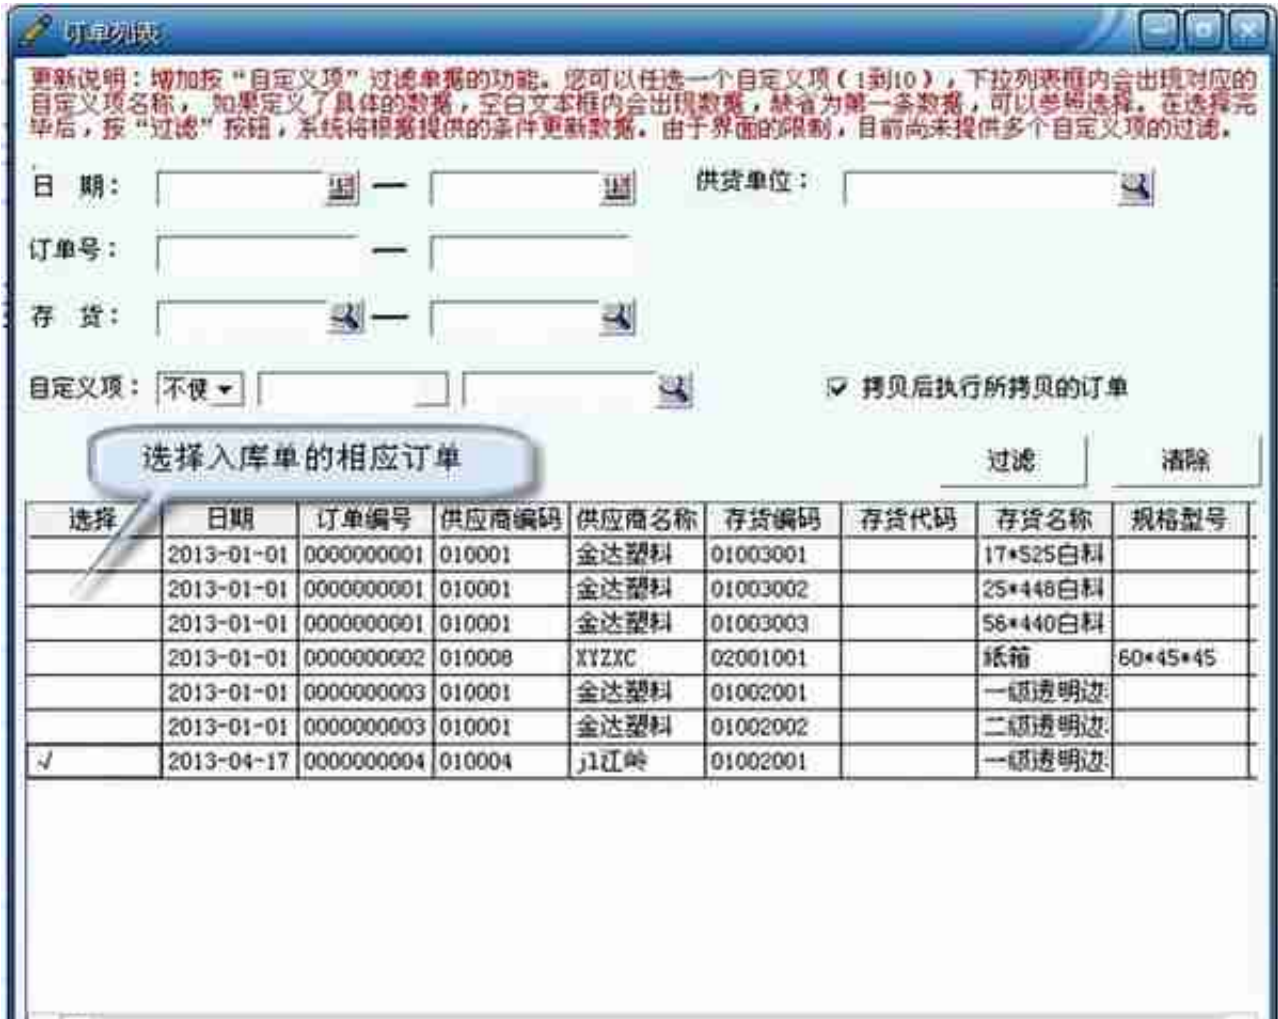 订单列表
更新说明：增加按“自定义项”过滤单据的功能。您可以任选一个自定义项（1到10），下拉列表框内会出现对应的
自定义项名称，如果定义了具体的数据，空白文本框内会出现数据，缺省为第一条数据，可以参照选择。在选择完
毕后，按“过滤”按钮，系统将根据提供的条件更新数据。由于界面的限制，目前尚未提供多个自定义项的过滤。
日 期： — 供货单位：
订单号： —
存 货： —
自定义项： 不使 拷贝后执行所拷贝的订单
选择入库单的相应订单
过滤 清除
选择 日期 订单编号 供应商编码 供应商名称 存货编码 存货代码 存货名称 规格型号
2013-01-01 0000000001 010001 金达塑料 01003001 17*525白料
2013-01-01 0000000001 010001 金达塑料 01003002 25*448白料
2013-01-01 0000000001 010001 金达塑料 01003003 56*440白料
2013-01-01 0000000002 010008 XYZXC 02001001 纸箱 60*45*45
2013-01-01 0000000003 010001 金达塑料 01002001 一级透明边
2013-01-01 0000000003 010001 金达塑料 01002002 二级透明边
√ 2013-04-17 0000000004 010004 01002001 一级透明边